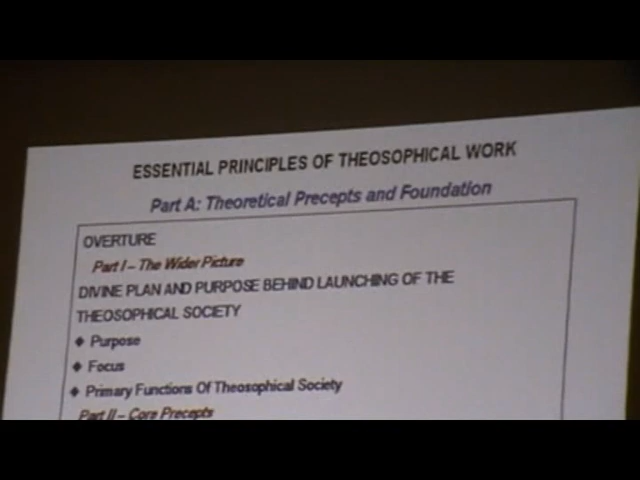 ESSENTIAL PRINCIPLES OF THEOSOPHICAL WORK
Part A: Theoretical Precepts and Foundation
OVERTURE
Part I – The Wider Picture
DIVINE PLAN AND PURPOSE BEHIND LAUNCHING OF THE
THEOSOPHICAL SOCIETY
◆ Purpose
◆ Focus
◆ Primary Functions Of Theosophical Society
Part II – Core Precepts